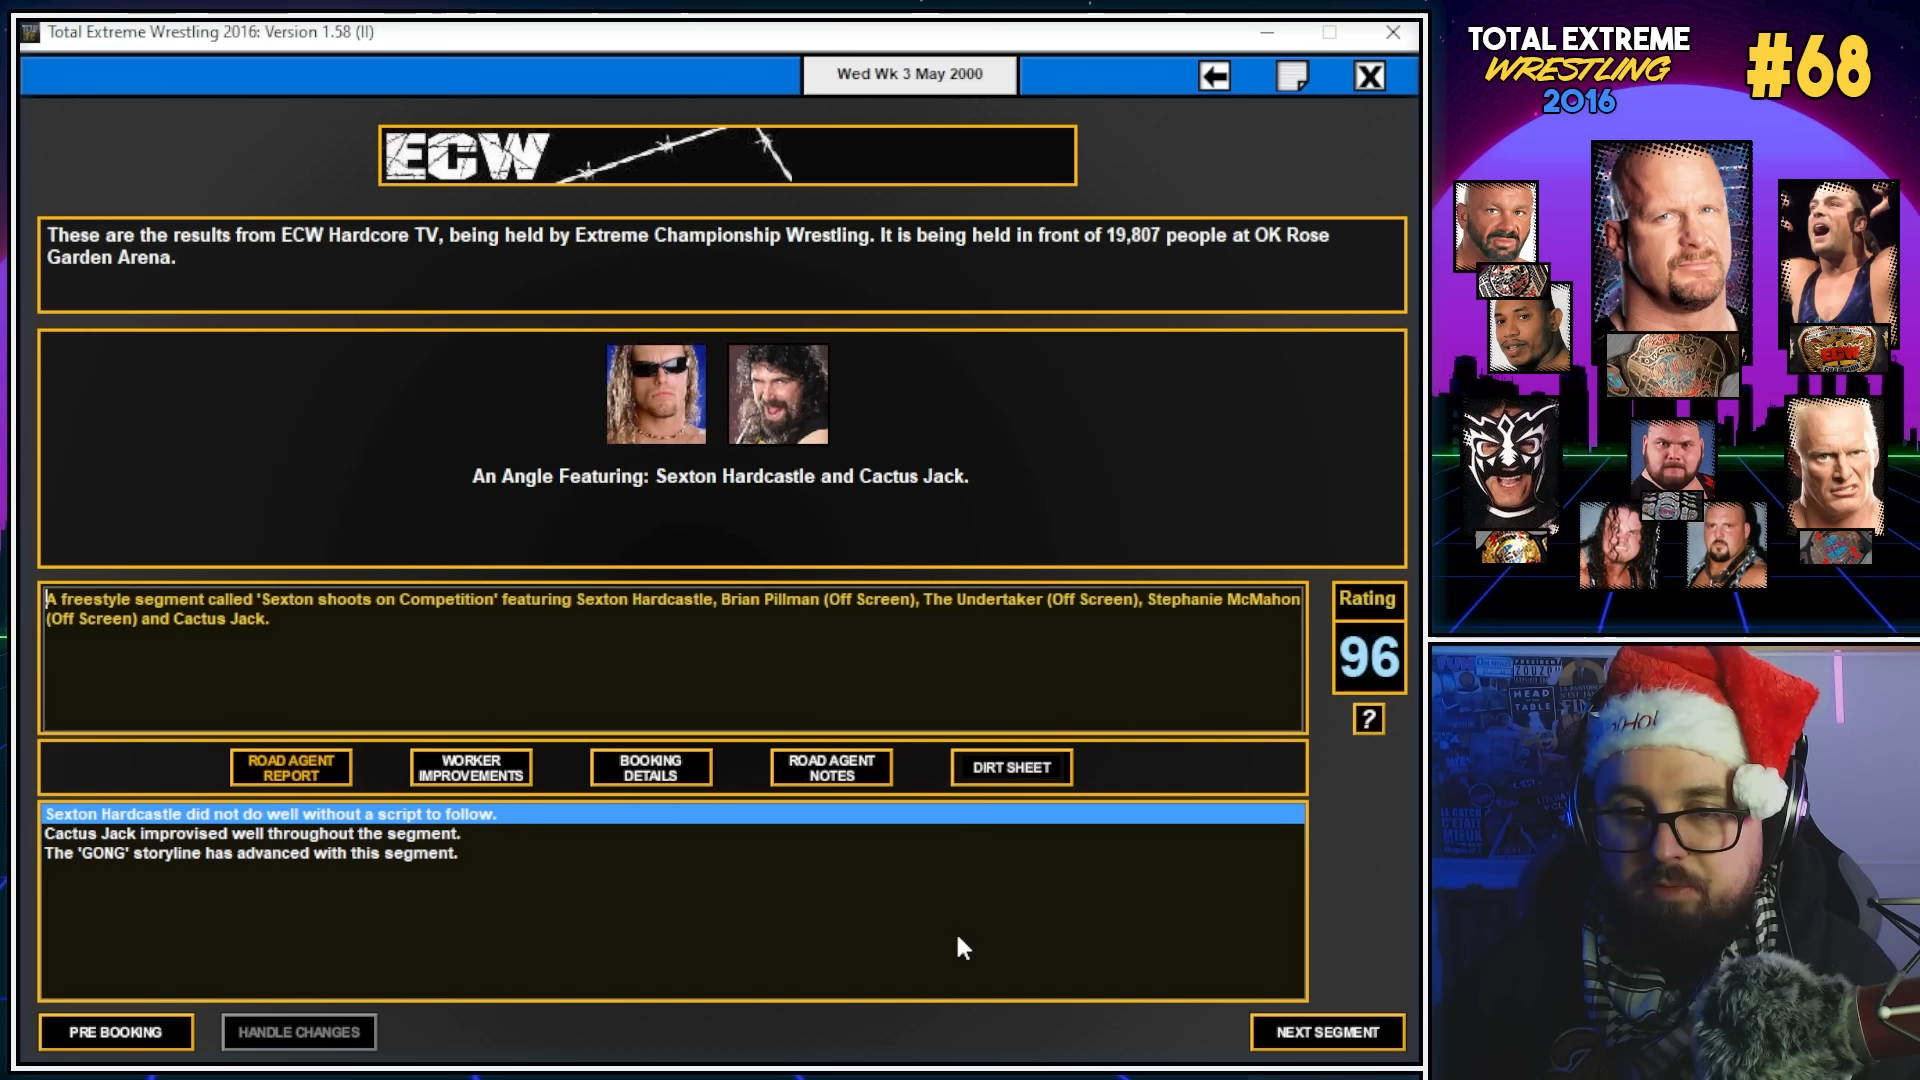 Total Extreme Wrestling 2016: Version 1.58 (II)
Wed Wk 3 May 2000
ECW
These are the results from ECW Hardcore TV, being held by Extreme Championship Wrestling. It is being held in front of 19,807 people at OK Rose
Garden Arena.
An Angle Featuring: Sexton Hardcastle and Cactus Jack.
A freestyle segment called 'Sexton shoots on Competition' featuring Sexton Hardcastle, Brian Pillman (Off Screen), The Undertaker (Off Screen), Stephanie McMahon
(Off Screen) and Cactus Jack.
Rating
96
?
ROAD AGENT
REPORT
WORKER
IMPROVEMENTS
BOOKING
DETAILS
ROAD AGENT
NOTES
DIRT SHEET
Sexton Hardcastle did not do well without a script to follow.
Cactus Jack improvised well throughout the segment.
The 'GONG' storyline has advanced with this segment.
PRE BOOKING
HANDLE CHANGES
NEXT SEGMENT
TOTAL EXTREME
WRESTLING
2016
#68
ECW
HEAD
OF THE
TABLE